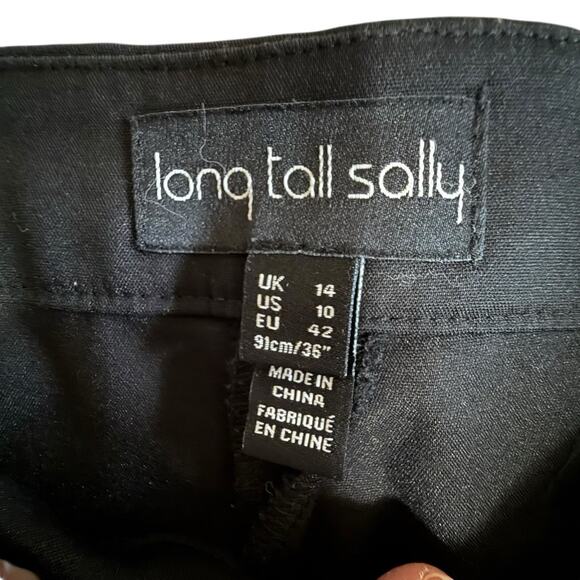 long tall sally
UK 14
US 10
EU 42
91cm/36"
MADE IN
CHINA
FABRIQUÉ
EN CHINE